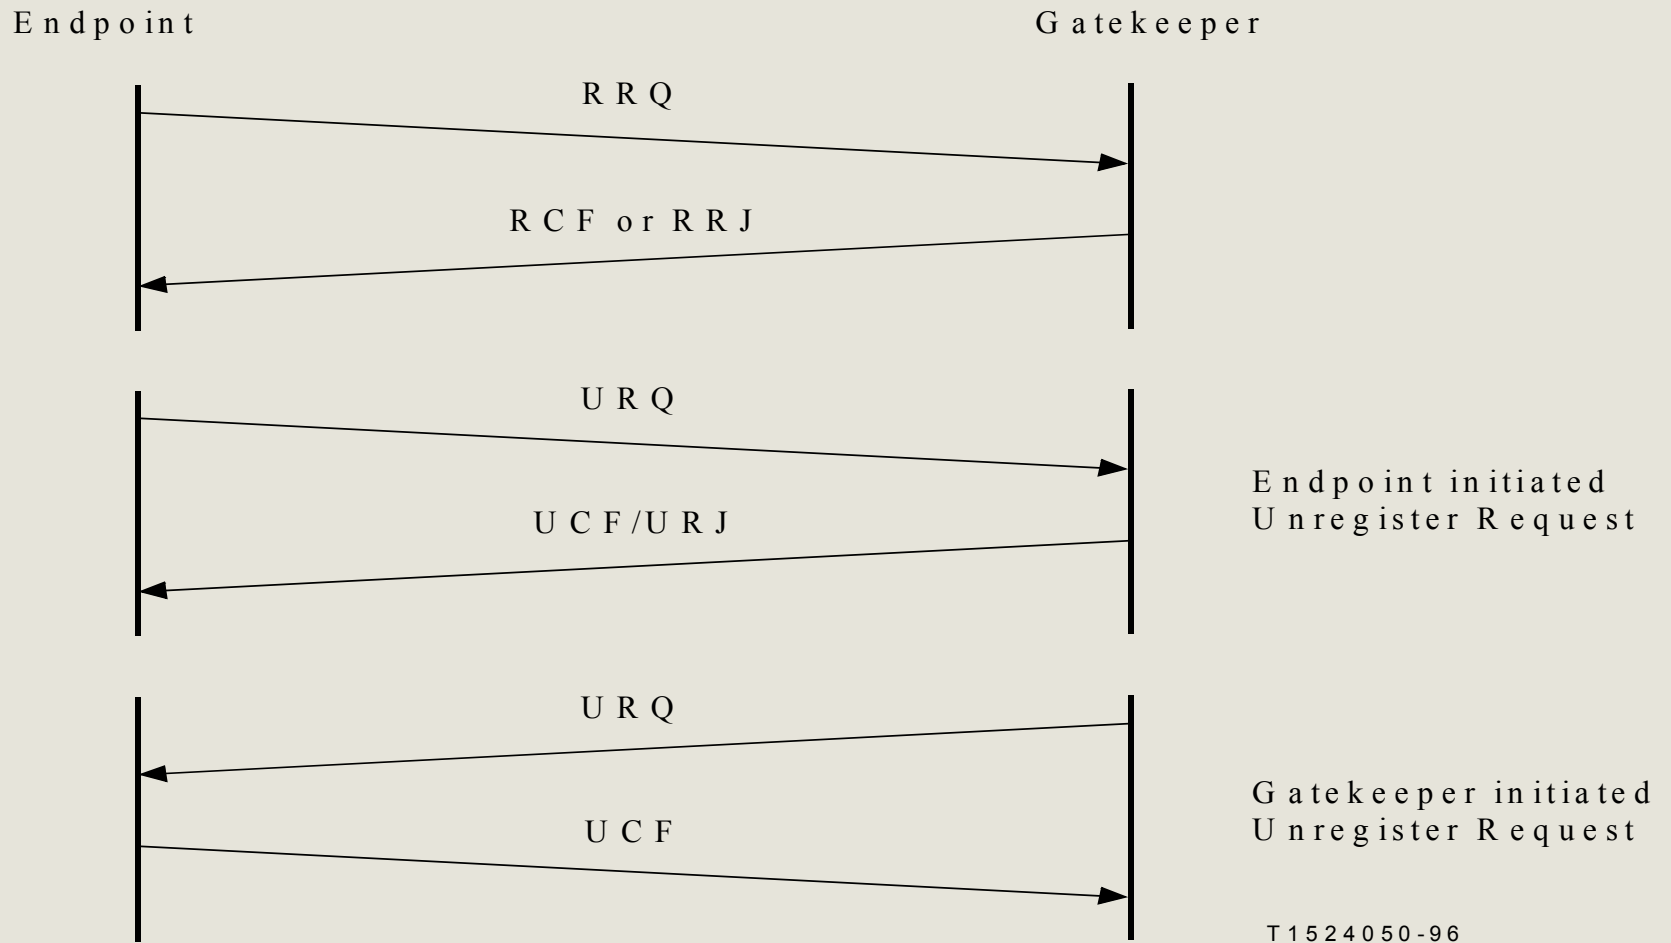 Endpoint
Gatekeeper
RRQ
RCF or RRJ
URQ
UCF/URJ
Endpoint initiated
Unregister Request
URQ
UCF
Gatekeeper initiated
Unregister Request
T1524050-96